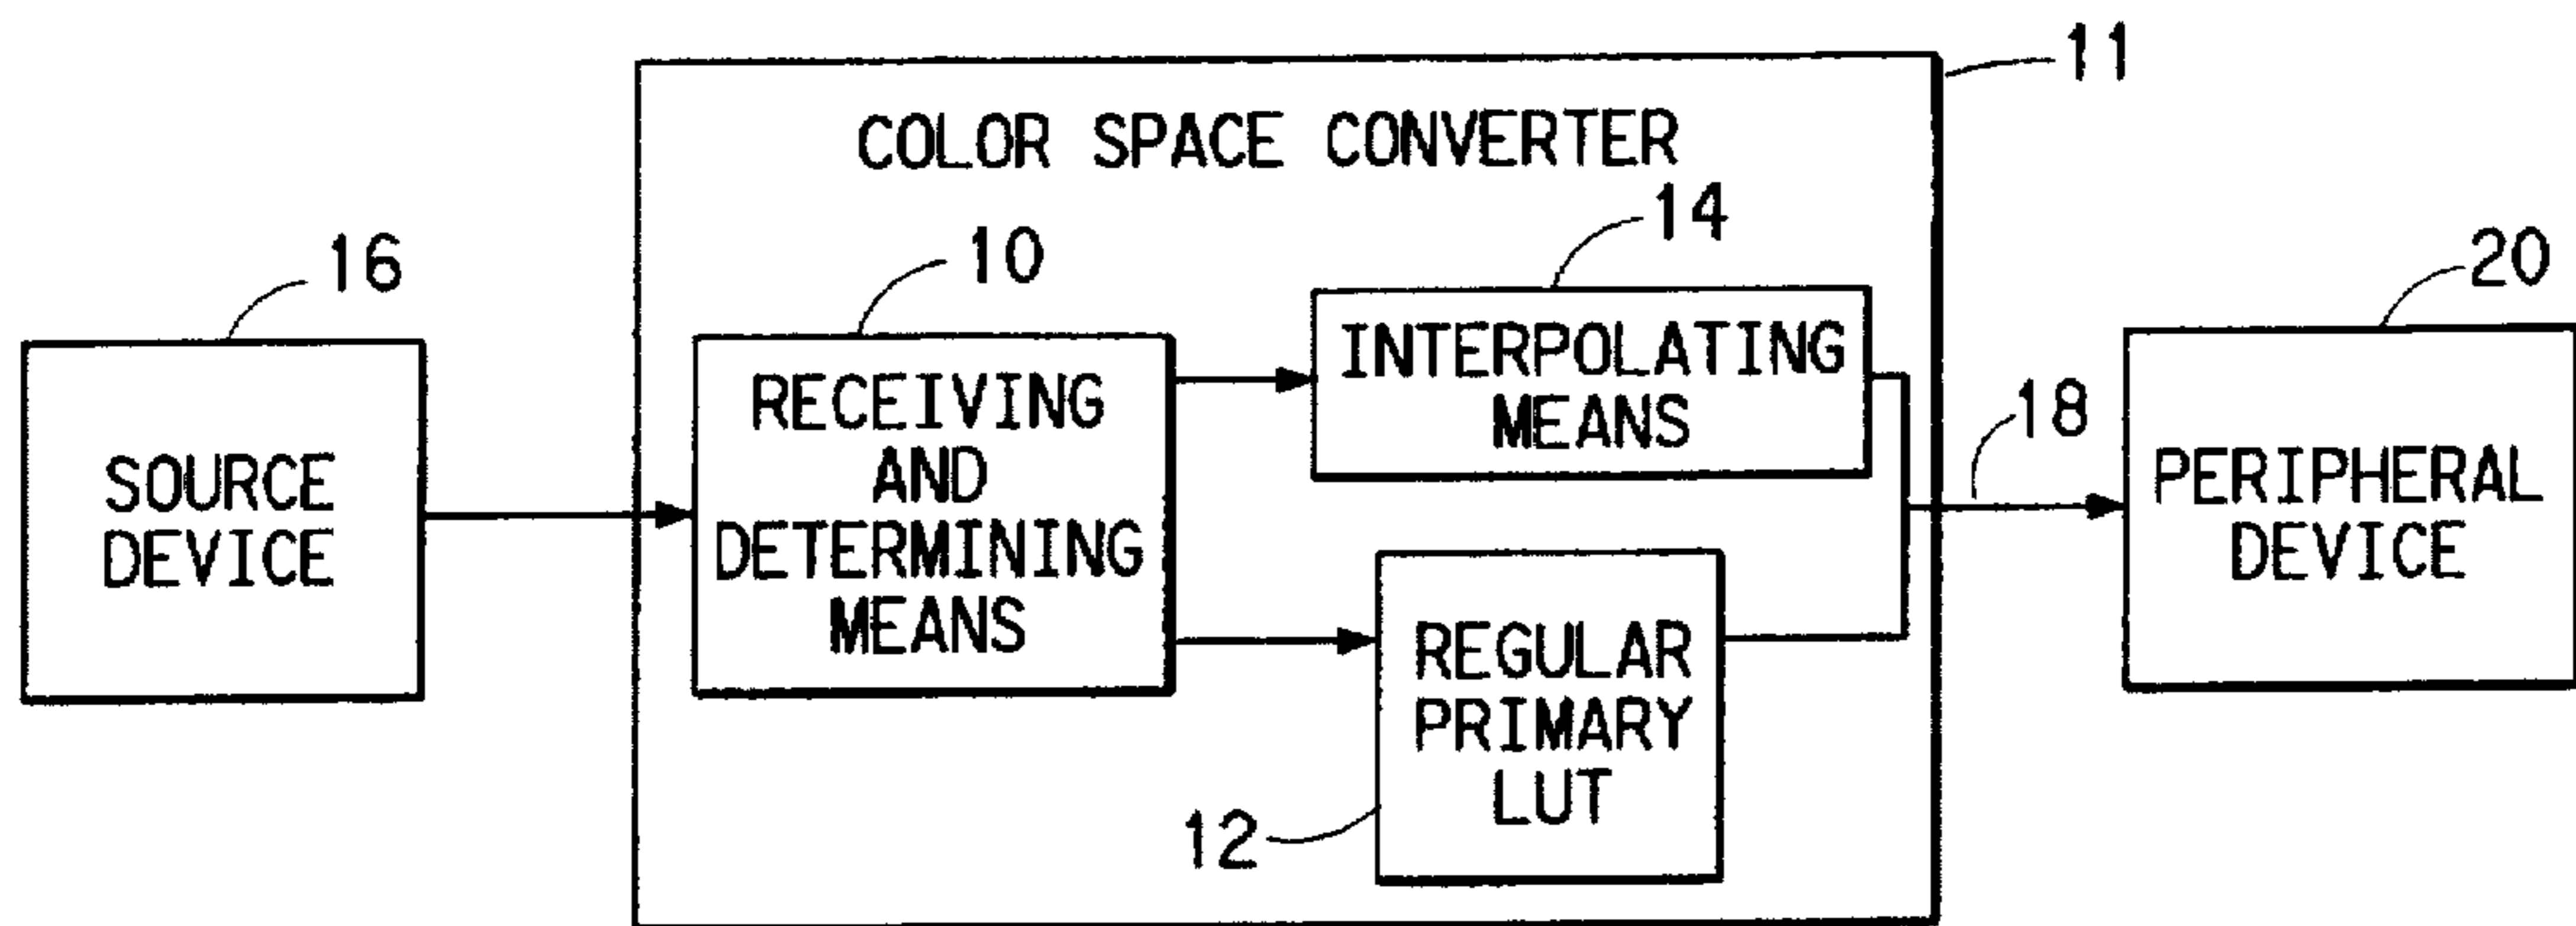 11
COLOR SPACE CONVERTER
16
10
14
20
SOURCE
DEVICE
RECEIVING
AND
DETERMINING
MEANS
INTERPOLATING
MEANS
18
REGULAR
PRIMARY
LUT
12
PERIPHERAL
DEVICE